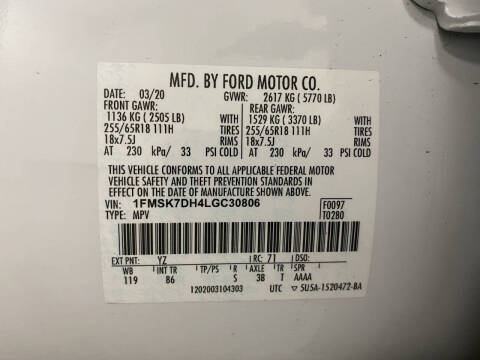 MFD. BY FORD MOTOR CO.
DATE: 03/20 GVWR: 2617 KG (5770 LB)
FRONT GAWR: REAR GAWR:
1136 KG (2505 LB) WITH 1529 KG (3370 LB) WITH
255/65R18 111H TIRES 255/65R18 111H TIRES
18x7.5J RIMS 18x7.5J RIMS
AT 230 kPa/ 33 PSI COLD AT 230 kPa/ 33 PSI COLD
THIS VEHICLE CONFORMS TO ALL APPLICABLE FEDERAL MOTOR
VEHICLE SAFETY AND THEFT PREVENTION STANDARDS IN
EFFECT ON THE DATE OF MANUFACTURE SHOWN ABOVE.
VIN: 1FMSK7DH4LGC30806 F0097
TYPE: MPV T0280
EXT PNT: YZ RC: 71 DSO:
WB INT TR TP/PS R AXLE TR SPR
119 86 S 3B T AAAA
1202003104303 UTC ▽ 5U5A-1520472-BA